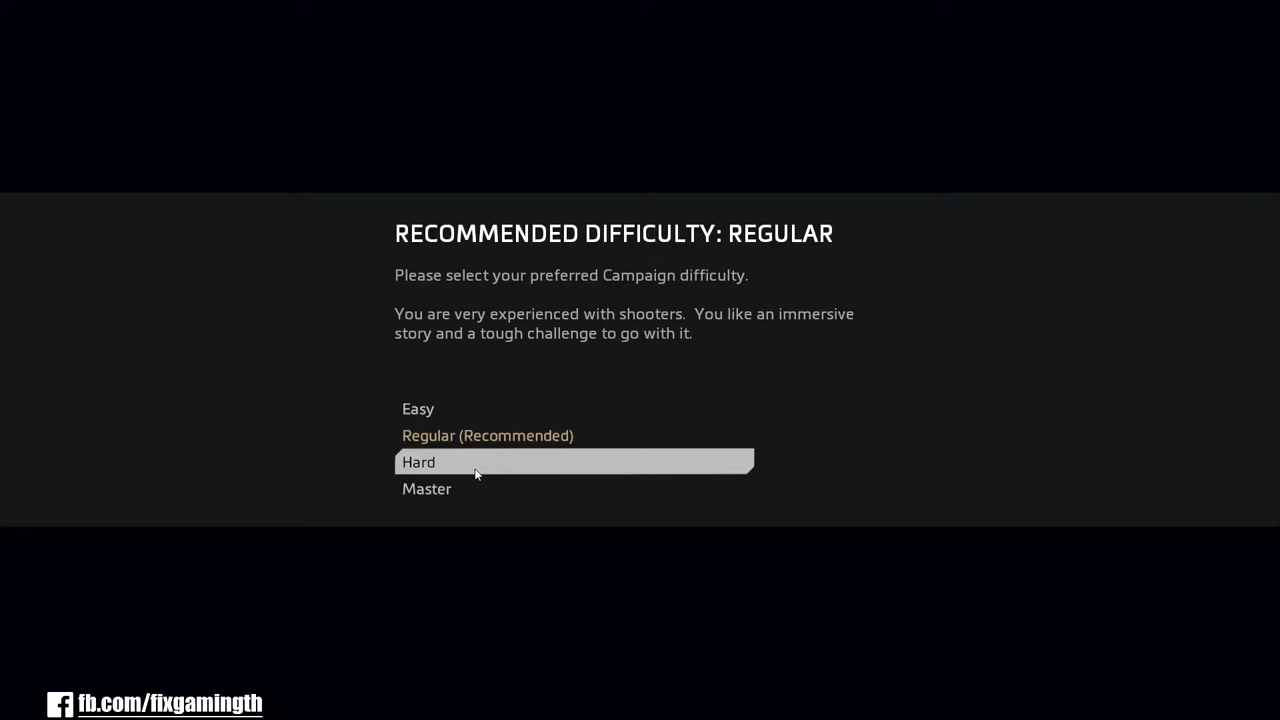 RECOMMENDED DIFFICULTY: REGULAR
Please select your preferred Campaign difficulty.
You are very experienced with shooters. You like an immersive
story and a tough challenge to go with it.
Easy
Regular (Recommended)
Hard
Master
fb.com/fixgamingth